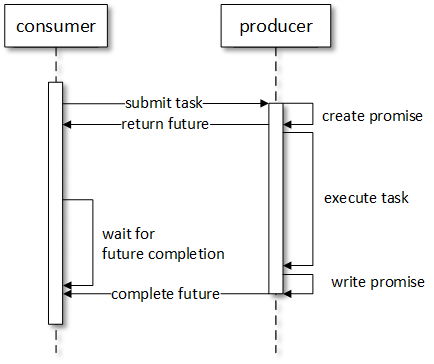 consumer
producer
submit task
return future
create promise
execute task
wait for
future completion
write promise
complete future